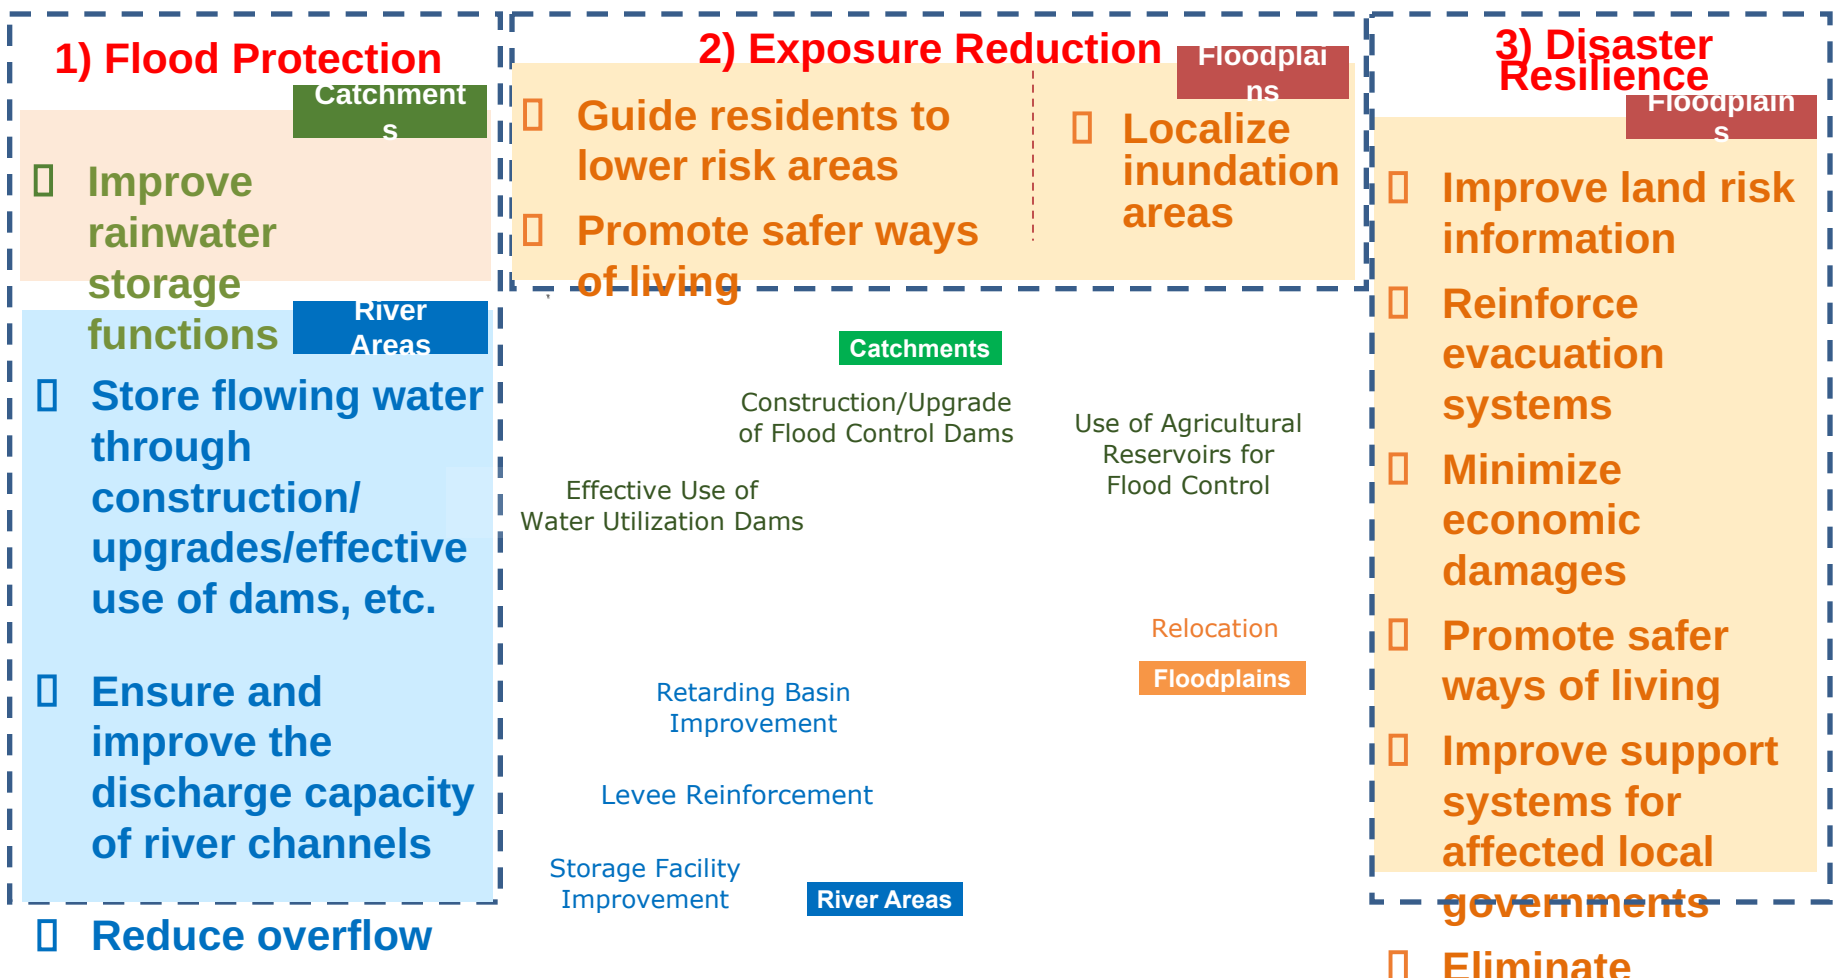 1) Flood Protection
Catchment
s
Improve
rainwater
storage
functions
River
Areas
Store flowing water
through
construction/
upgrades/effective
use of dams, etc.
Ensure and
improve the
discharge capacity
of river channels
Reduce overflow
2) Exposure Reduction
Floodplai
ns
Guide residents to
lower risk areas
Promote safer ways
of living
Localize
inundation
areas
Catchments
Construction/Upgrade
of Flood Control Dams
Use of Agricultural
Reservoirs for
Flood Control
Effective Use of
Water Utilization Dams
Relocation
Floodplains
Retarding Basin
Improvement
Levee Reinforcement
Storage Facility
Improvement
River Areas
3) Disaster
Resilience
Floodplain
s
Improve land risk
information
Reinforce
evacuation
systems
Minimize
economic
damages
Promote safer
ways of living
Improve support
systems for
affected local
governments
Eliminate